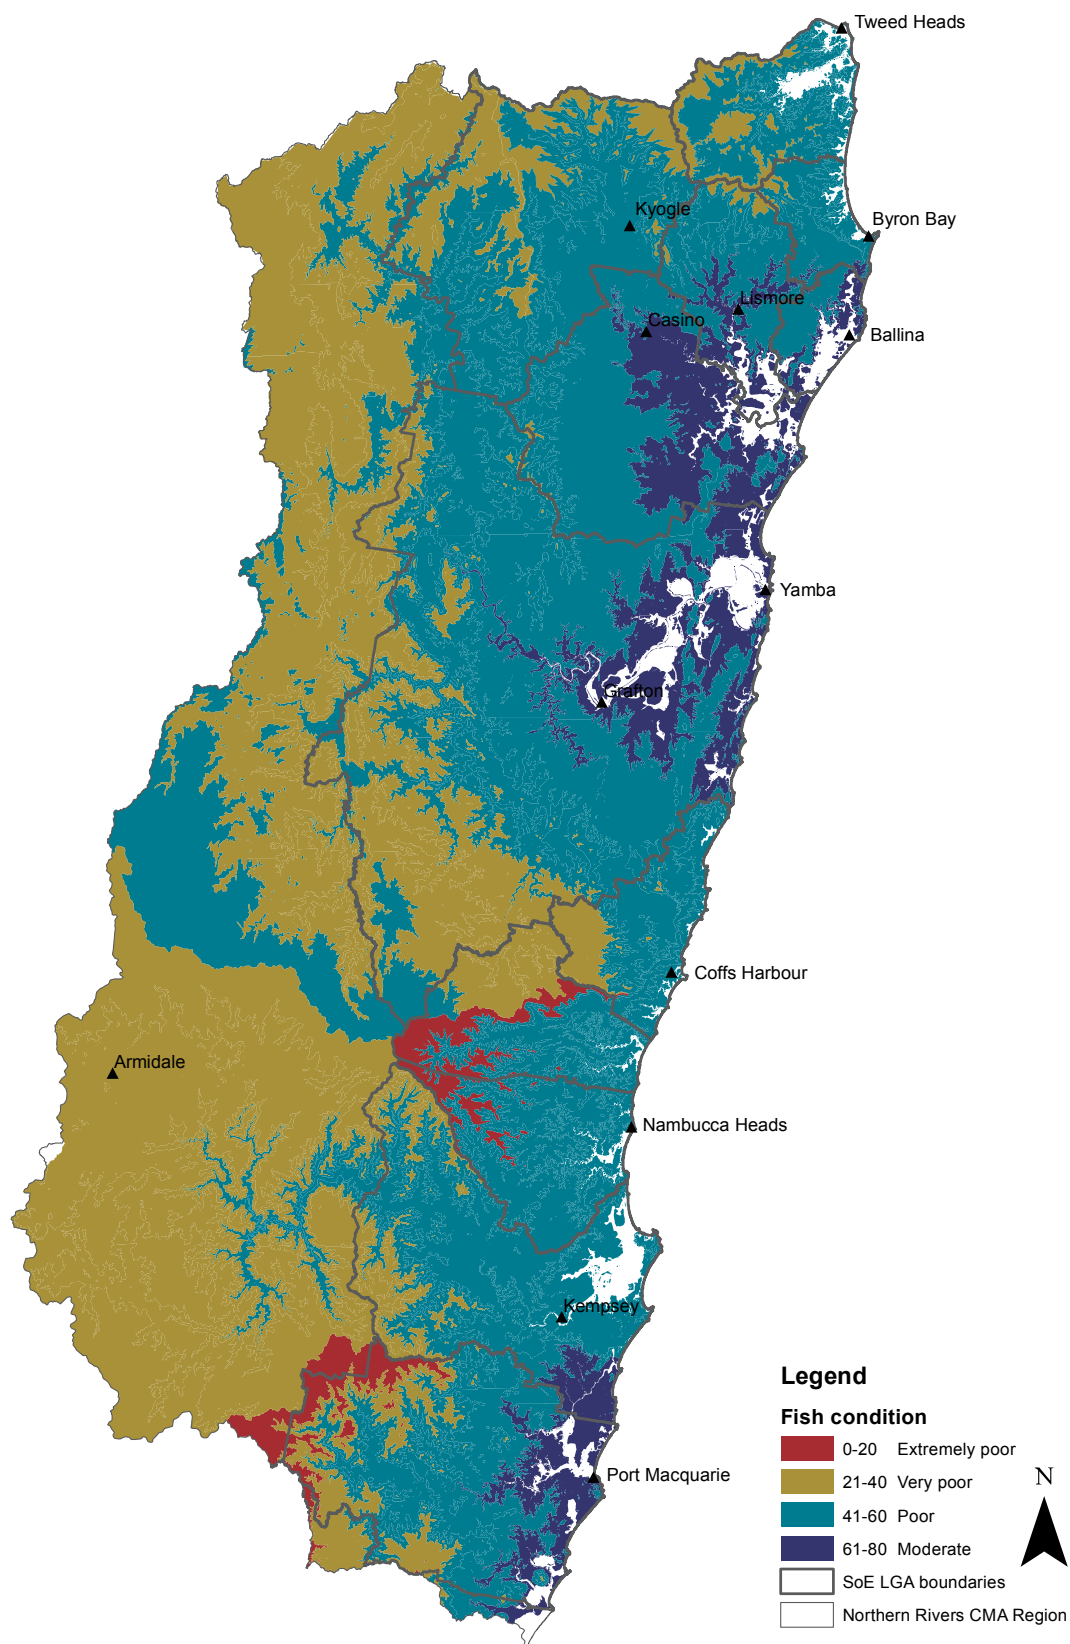 Tweed Heads
Kyogle
Byron Bay
Lismore
Casino
Ballina
Yamba
Grafton
Coffs Harbour
Armidale
Nambucca Heads
Kempsey
Port Macquarie
Legend
Fish condition
0-20 Extremely poor
21-40 Very poor
41-60 Poor
61-80 Moderate
SoE LGA boundaries
Northern Rivers CMA Region
N